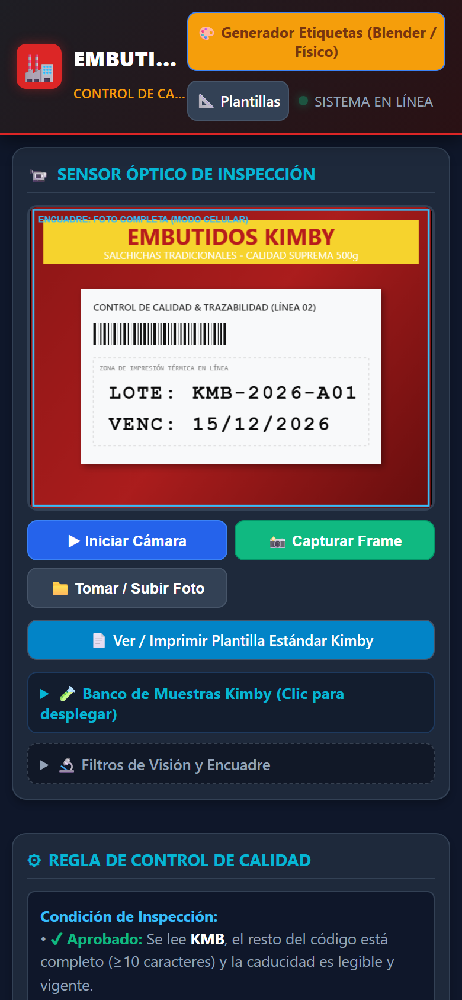 EMBUTI...
CONTROL DE CA...
Generador Etiquetas (Blender /
Físico)
Plantillas
SISTEMA EN LÍNEA
SENSOR ÓPTICO DE INSPECCIÓN
ENCUADRE: FOTO COMPLETA (MODO CELULAR)
EMBUTIDOS KIMBY
SALCHICHAS TRADICIONALES - CALIDAD SUPREMA 500g
CONTROL DE CALIDAD & TRAZABILIDAD (LÍNEA 02)
ZONA DE IMPRESIÓN TÉRMICA EN LÍNEA
LOTE: KMB-2026-A01
VENC: 15/12/2026
Iniciar Cámara
Capturar Frame
Tomar / Subir Foto
Ver / Imprimir Plantilla Estándar Kimby
Banco de Muestras Kimby (Clic para
desplegar)
Filtros de Visión y Encuadre
REGLA DE CONTROL DE CALIDAD
Condición de Inspección:
• ✔ Aprobado: Se lee KMB, el resto del código está
completo (≥10 caracteres) y la caducidad es legible y
vigente.